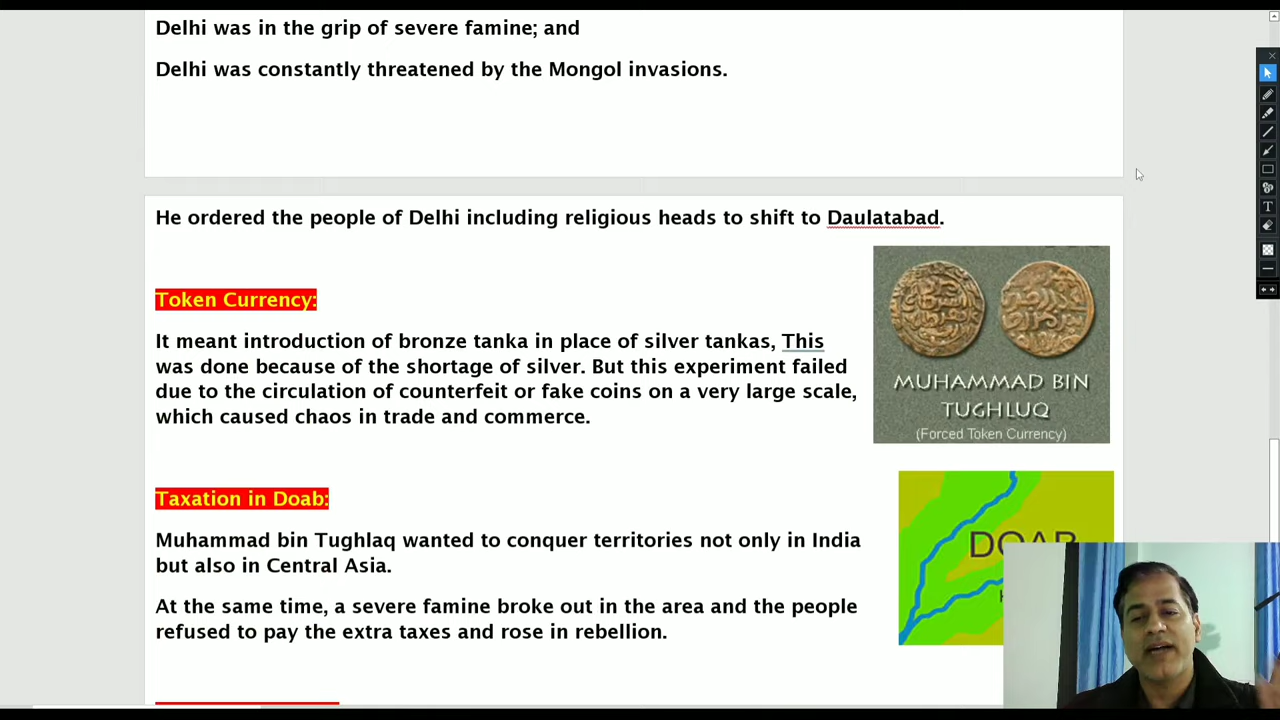 Delhi was in the grip of severe famine; and
Delhi was constantly threatened by the Mongol invasions.
He ordered the people of Delhi including religious heads to shift to Daulatabad.
Token Currency:
It meant introduction of bronze tanka in place of silver tankas, This
was done because of the shortage of silver. But this experiment failed
due to the circulation of counterfeit or fake coins on a very large scale,
which caused chaos in trade and commerce.
MUHAMMAD BIN
TUGHLUQ
(Forced Token Currency)
Taxation in Doab:
Muhammad bin Tughlaq wanted to conquer territories not only in India
but also in Central Asia.
At the same time, a severe famine broke out in the area and the people
refused to pay the extra taxes and rose in rebellion.
DOAB
T